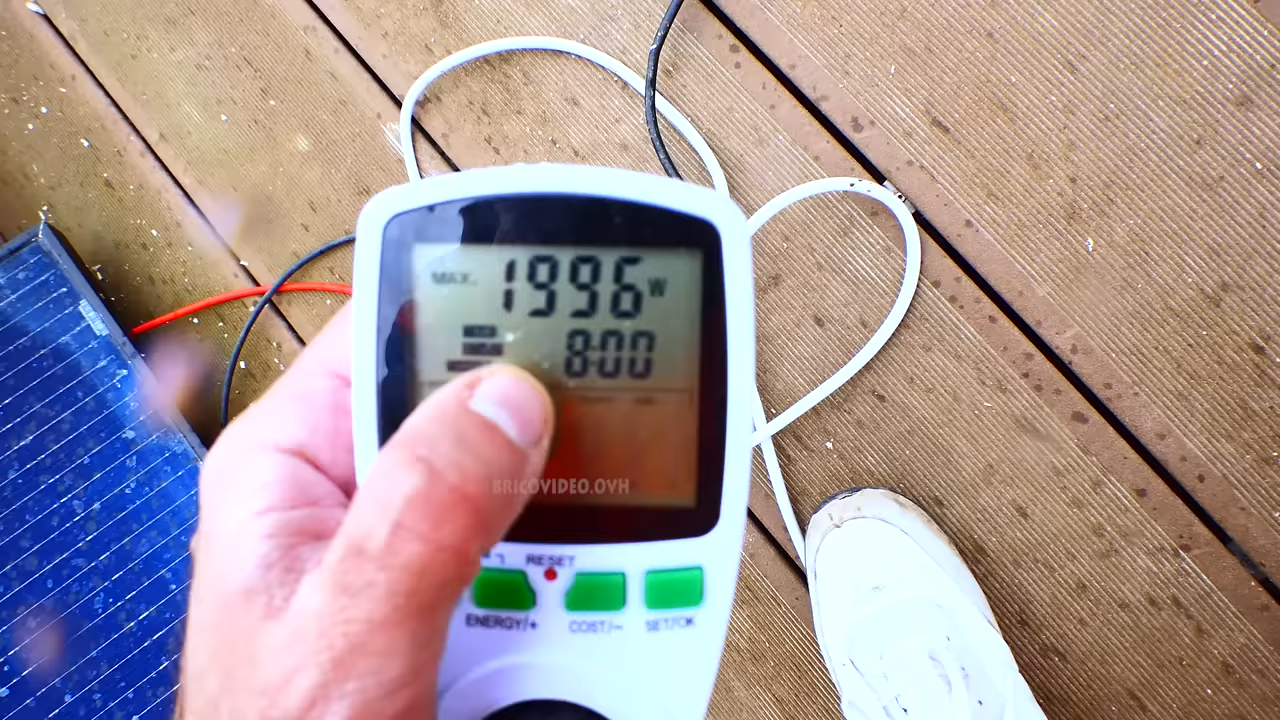 MAX. 1996 W
8:00
BRICOVIDEO.OVH
RESET
ENERGY/+ COST/- SET/OK